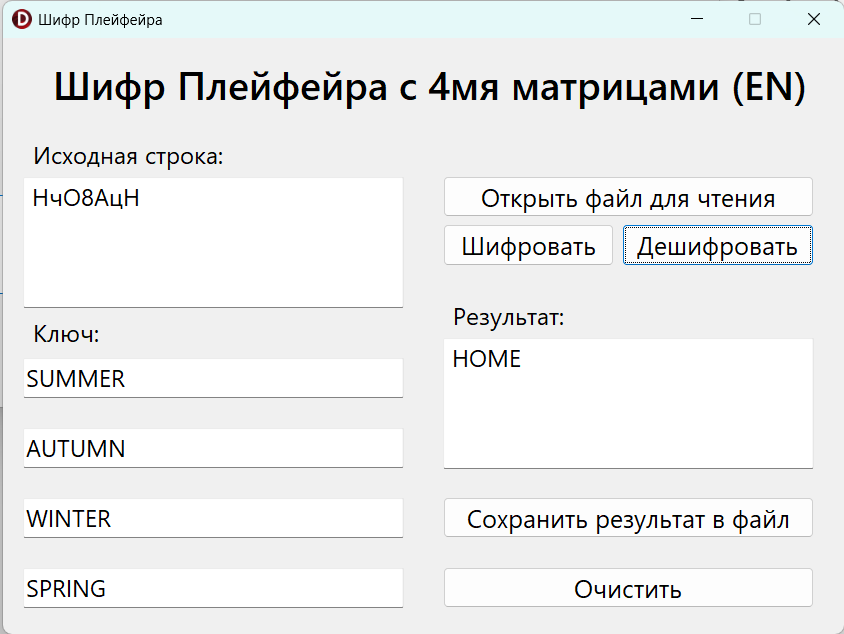 Шифр Плейфейра
Шифр Плейфейра с 4мя матрицами (EN)
Исходная строка:
НчО8АцН
Ключ:
SUMMER
AUTUMN
WINTER
SPRING
Открыть файл для чтения
Шифровать Дешифровать
Результат:
HOME
Сохранить результат в файл
Очистить